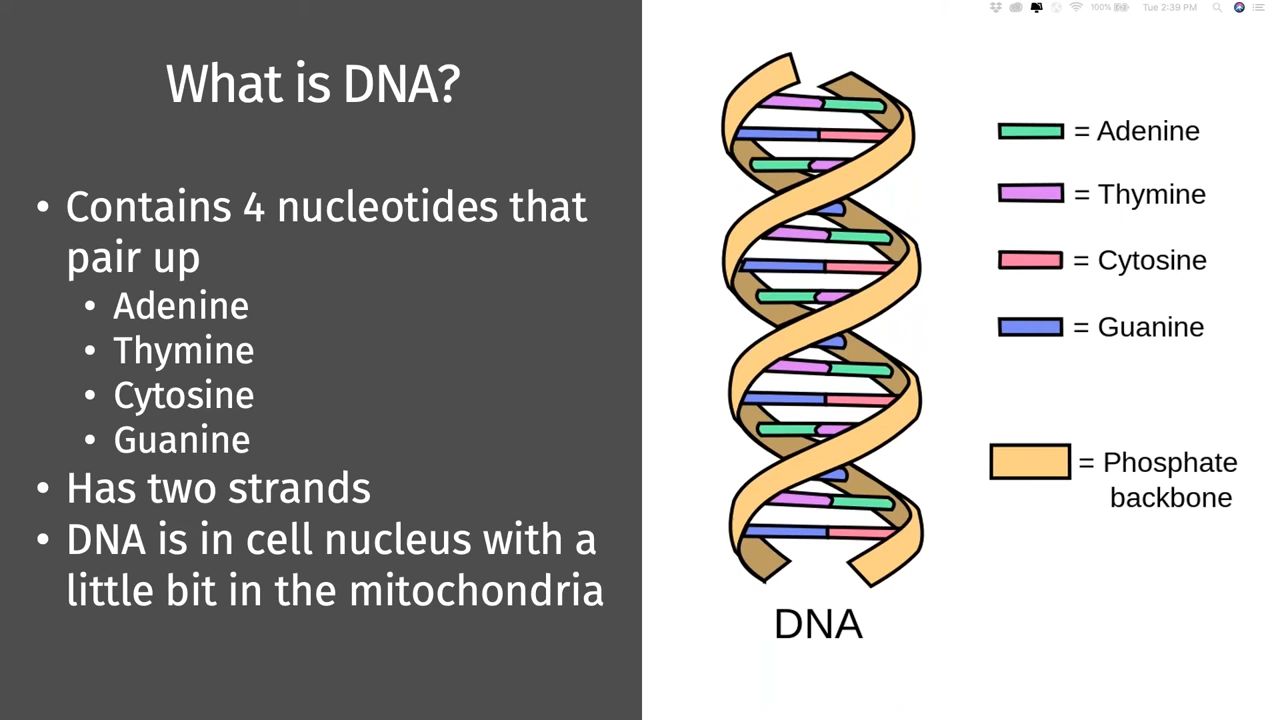 100%
Tue 2:39 PM
What is DNA?
• Contains 4 nucleotides that
pair up
• Adenine
• Thymine
• Cytosine
• Guanine
• Has two strands
• DNA is in cell nucleus with a
little bit in the mitochondria
= Adenine
= Thymine
= Cytosine
= Guanine
= Phosphate
backbone
DNA